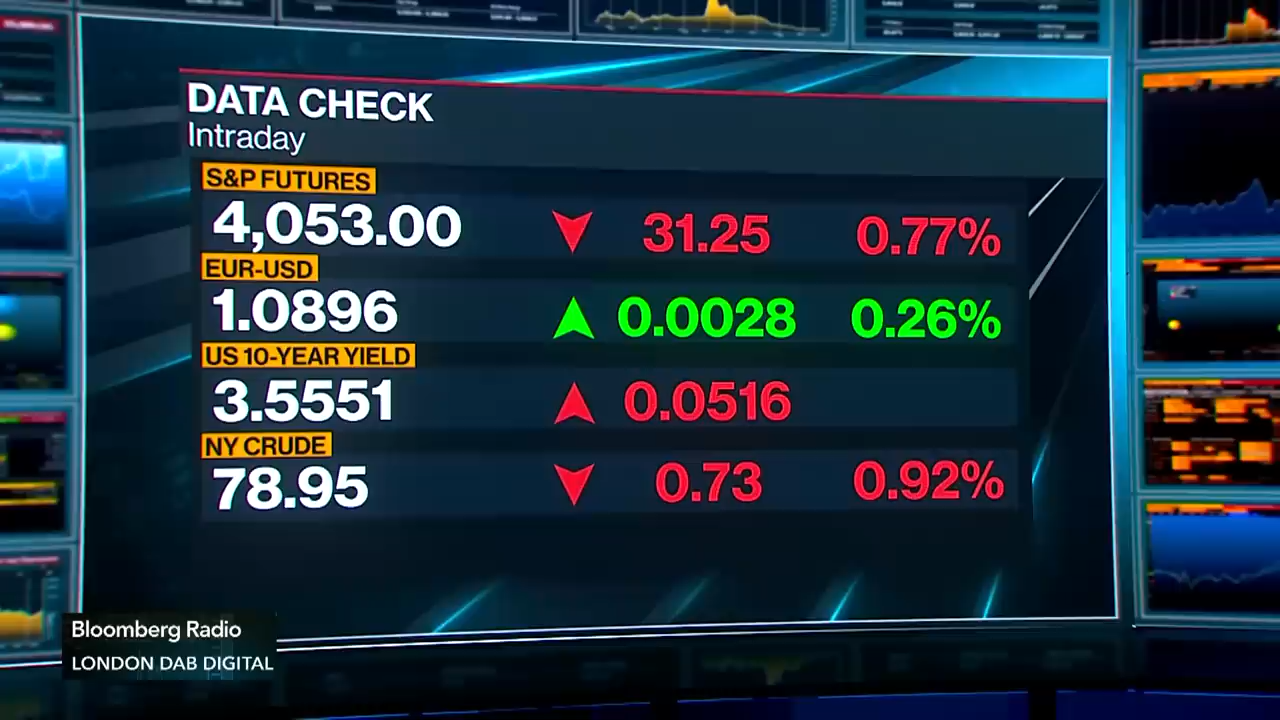 DATA CHECK
Intraday
S&P FUTURES
4,053.00 31.25 0.77%
EUR-USD
1.0896 0.0028 0.26%
US 10-YEAR YIELD
3.5551 0.0516
NY CRUDE
78.95 0.73 0.92%
Bloomberg Radio
LONDON DAB DIGITAL